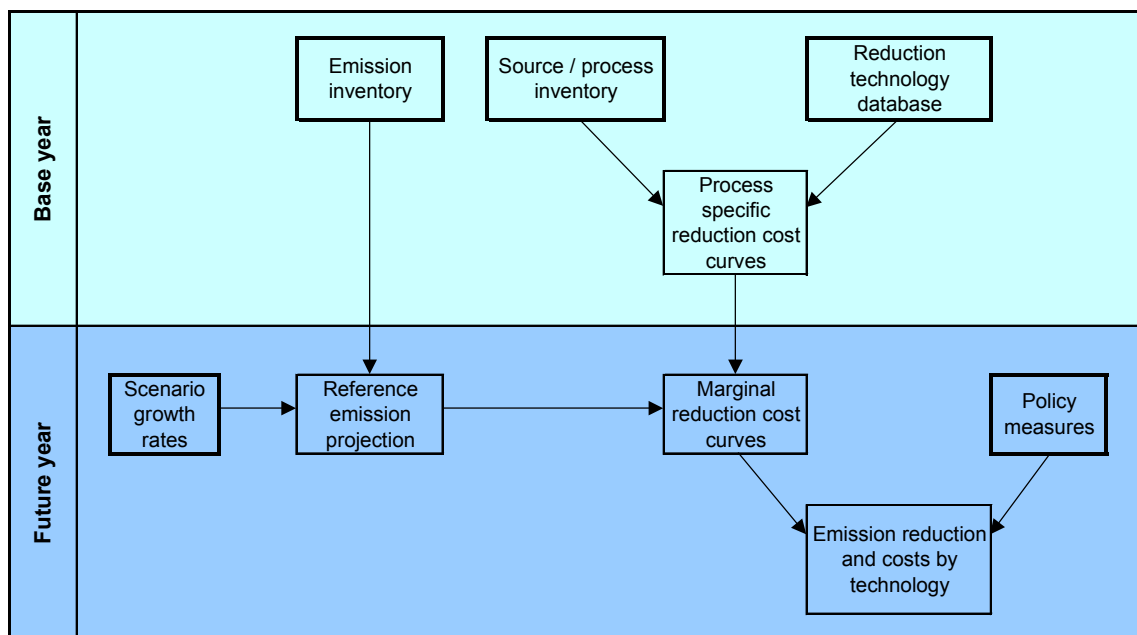 Base year
Emission
inventory
Source / process
inventory
Reduction
technology
database
Process
specific
reduction cost
curves
Future year
Scenario
growth
rates
Reference
emission
projection
Marginal
reduction cost
curves
Policy
measures
Emission reduction
and costs by
technology